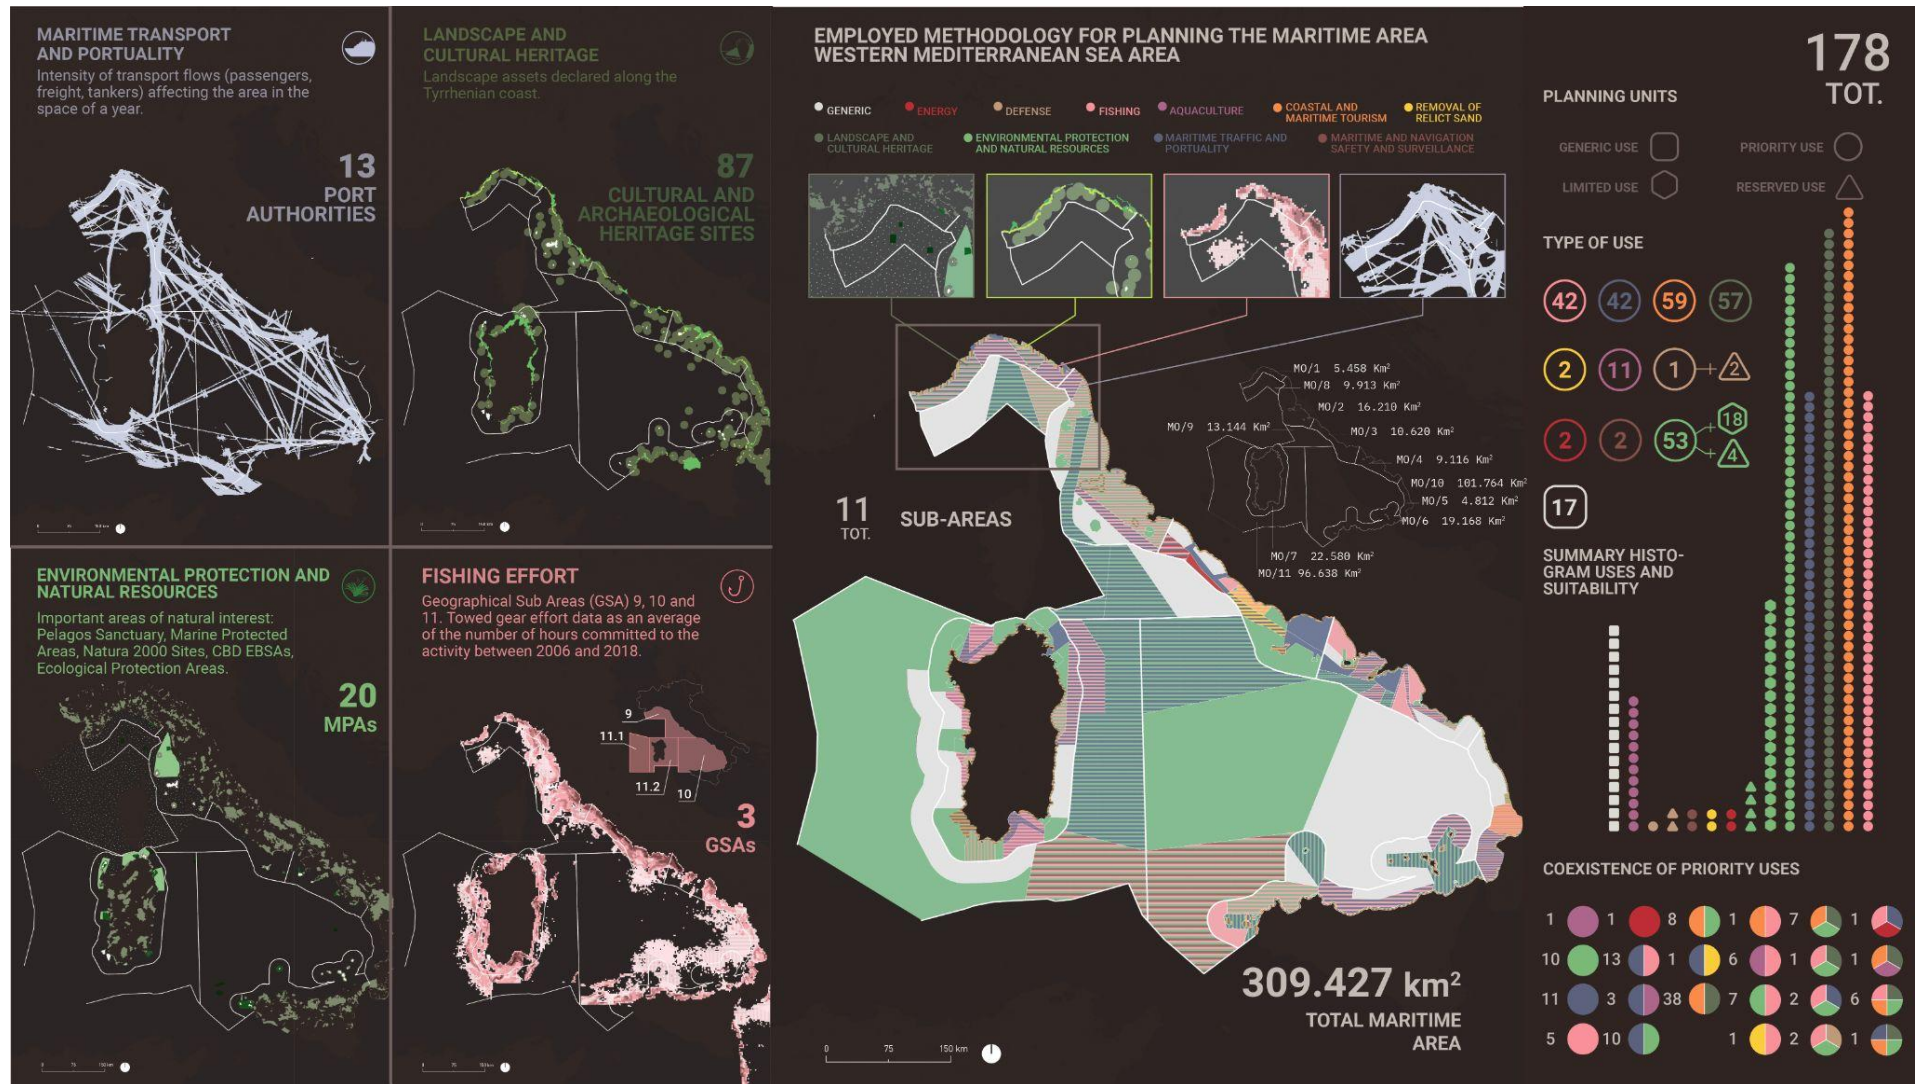 MARITIME TRANSPORT
AND PORTUALITY
Intensity of transport flows (passengers,
freight, tankers) affecting the area in the
space of a year.
13
PORT
AUTHORITIES
LANDSCAPE AND
CULTURAL HERITAGE
Landscape assets declared along the
Tyrrhenian coast.
87
CULTURAL AND
ARCHAEOLOGICAL
HERITAGE SITES
ENVIRONMENTAL PROTECTION AND
NATURAL RESOURCES
Important areas of natural interest:
Pelagos Sanctuary, Marine Protected
Areas, Natura 2000 Sites, CBD EBSAs,
Ecological Protection Areas.
20
MPAs
FISHING EFFORT
Geographical Sub Areas (GSA) 9, 10 and
11. Towed gear effort data as an average
of the number of hours committed to the
activity between 2006 and 2018.
9
11.1
11.2
10
3
GSAs
EMPLOYED METHODOLOGY FOR PLANNING THE MARITIME AREA
WESTERN MEDITERRANEAN SEA AREA
GENERIC
ENERGY
DEFENSE
FISHING
AQUACULTURE
COASTAL AND
MARITIME TOURISM
REMOVAL OF
RELICT SAND
LANDSCAPE AND
CULTURAL HERITAGE
ENVIRONMENTAL PROTECTION
AND NATURAL RESOURCES
MARITIME TRAFFIC AND
PORTUALITY
MARITIME AND NAVIGATION
SAFETY AND SURVEILLANCE
MO/1 5.458 Km²
MO/8 9.913 Km²
MO/2 16.210 Km²
MO/9 13.144 Km²
MO/3 10.620 Km²
MO/4 9.116 Km²
MO/10 101.764 Km²
MO/5 4.812 Km²
MO/6 19.168 Km²
MO/7 22.580 Km²
MO/11 96.638 Km²
11
TOT.
SUB-AREAS
309.427 km²
TOTAL MARITIME
AREA
0 75 150 km
178
TOT.
PLANNING UNITS
GENERIC USE
PRIORITY USE
LIMITED USE
RESERVED USE
TYPE OF USE
42 42 59 57
2 11 1 + 2
2 2 53 + 18
+ 4
17
SUMMARY HISTO-
GRAM USES AND
SUITABILITY
COEXISTENCE OF PRIORITY USES
1 1 8 1 7 1
10 13 1 6 1 1
11 3 38 7 2 6
5 10 1 2 1